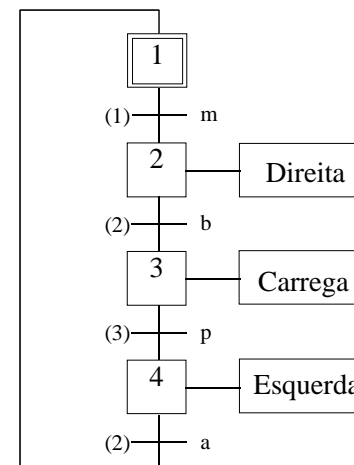 1
(1) m
2 Direita
(2) b
3 Carrega
(3) p
4 Esquerda
(2) a